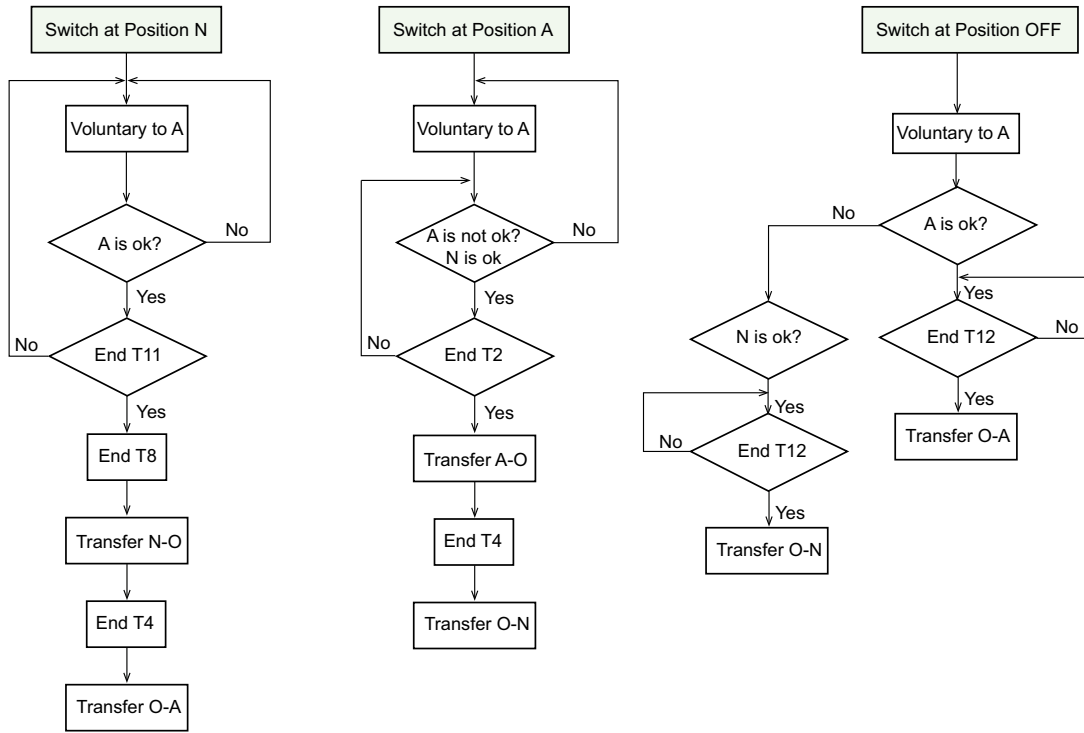 Switch at Position N
Voluntary to A
A is ok?
No
Yes
End T11
No
Yes
End T8
Transfer N-O
End T4
Transfer O-A
Switch at Position A
Voluntary to A
A is not ok?
N is ok
No
Yes
End T2
No
Yes
Transfer A-O
End T4
Transfer O-N
Switch at Position OFF
Voluntary to A
A is ok?
No
Yes
End T12
No
Yes
Transfer O-A
N is ok?
Yes
End T12
No
Yes
Transfer O-N